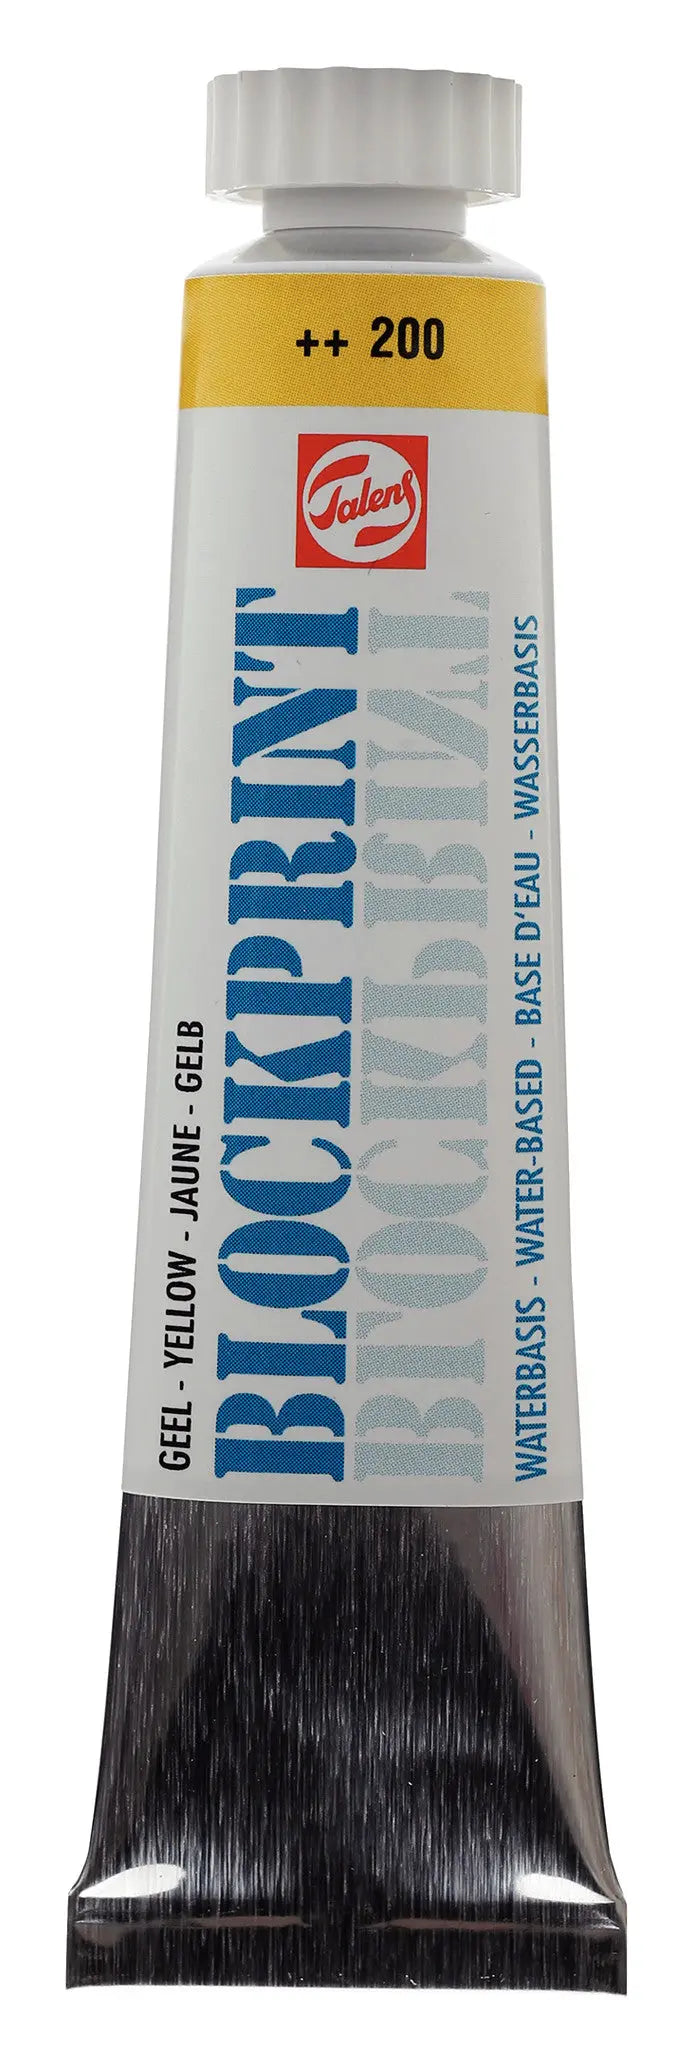 ++ 200
Talens
GEEL - YELLOW - JAUNE - GELB
BLOCKPRINT
BLOCKPRINT
WATERBASIS - WATER-BASED - BASE D'EAU - WASSERBASIS